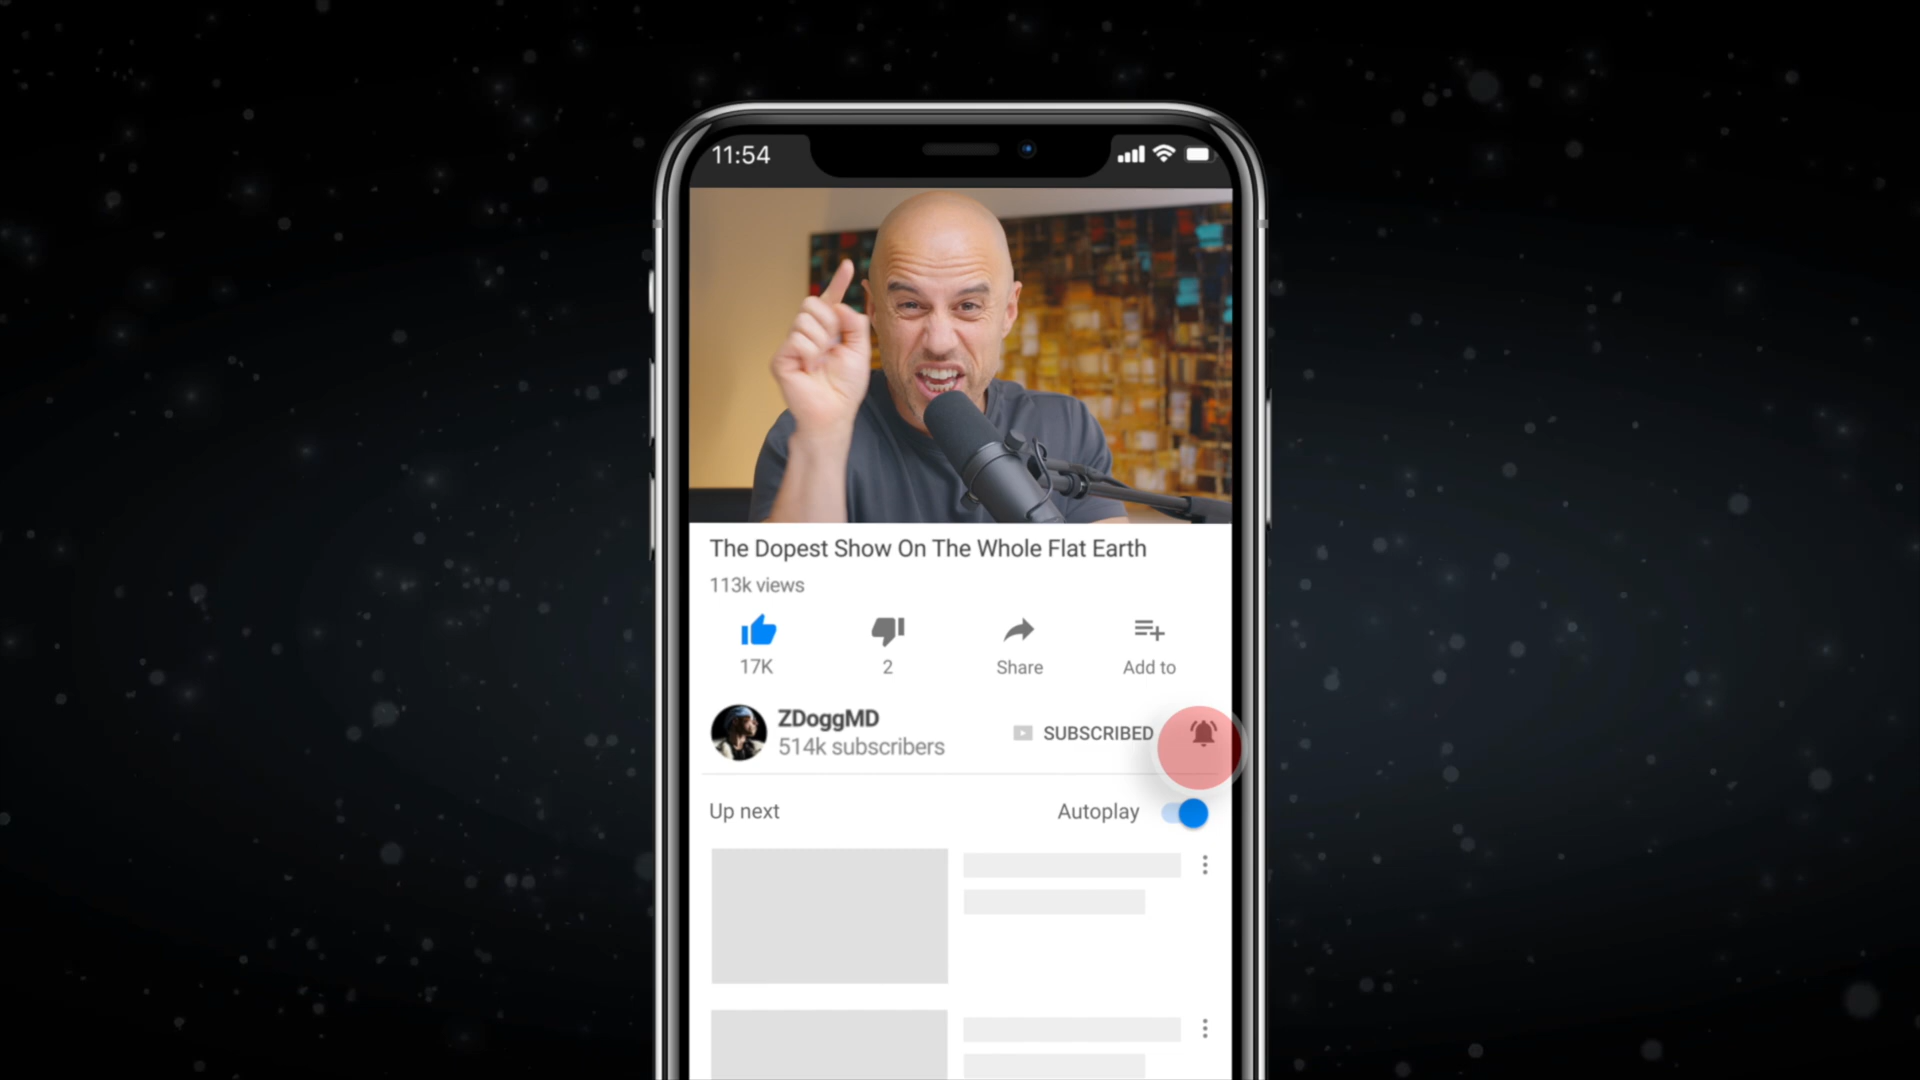 11:54
The Dopest Show On The Whole Flat Earth
113k views
17K
2
Share
Add to
ZDoggMD
514k subscribers
SUBSCRIBED
Up next
Autoplay